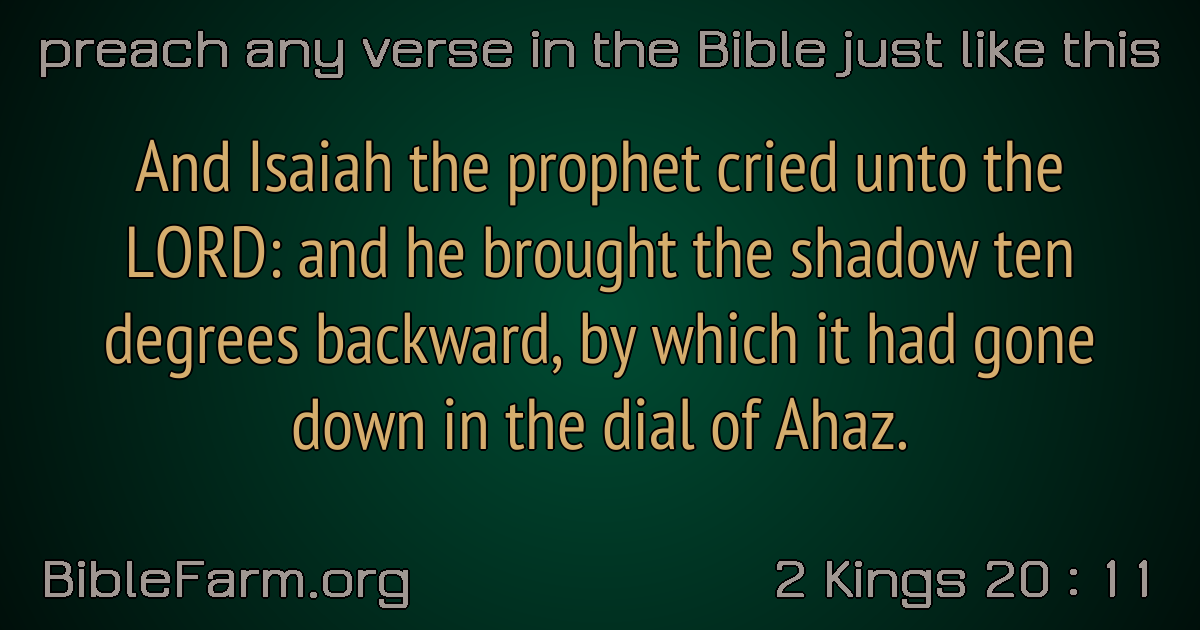 preach any verse in the Bible just like this
And Isaiah the prophet cried unto the
LORD: and he brought the shadow ten
degrees backward, by which it had gone
down in the dial of Ahaz.
BibleFarm.org
2 Kings 20 : 11